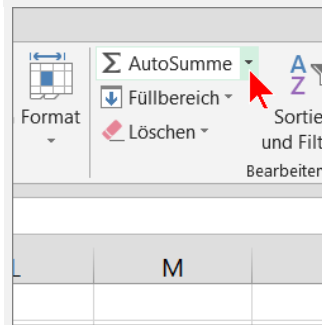 Σ AutoSumme
Füllbereich
Löschen
Format
A
Z
Sortie
und Filt
Bearbeiten
L
M